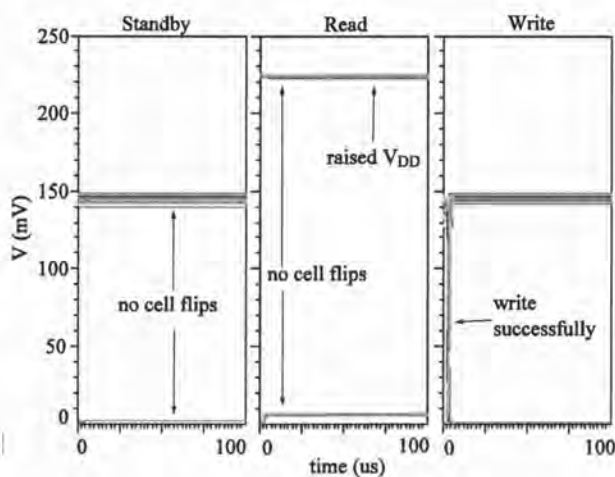 Standby Read Write
250
200
150
100
50
0
V (mV)
no cell flips
raised VDD
no cell flips
write
successfully
0 100 0 100 0 100
time (us)